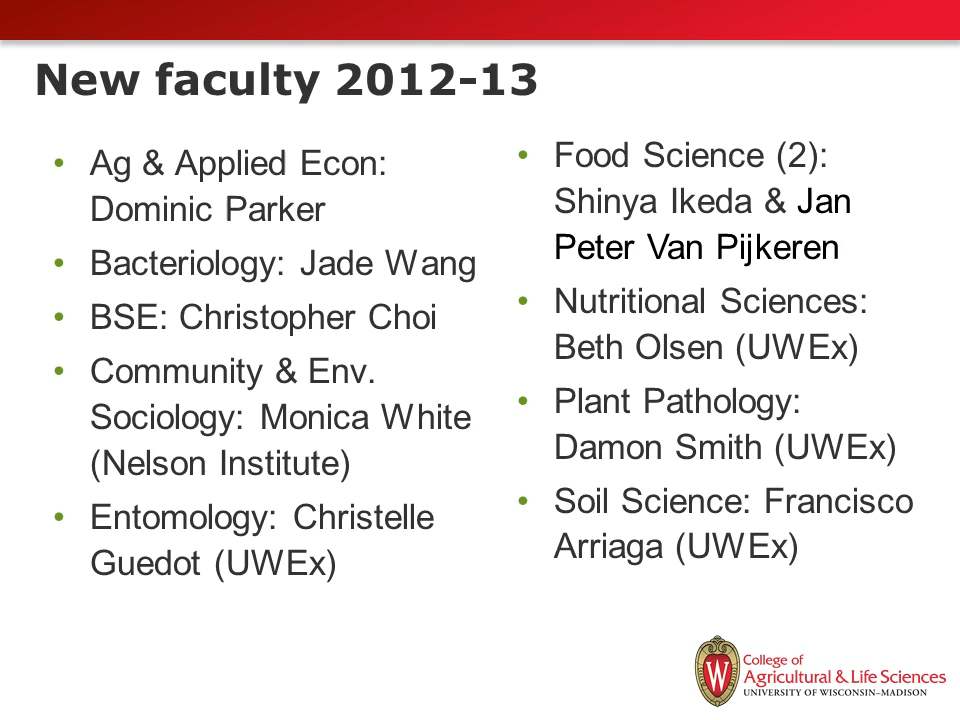 New faculty 2012-13
• Ag & Applied Econ:
Dominic Parker
• Bacteriology: Jade Wang
• BSE: Christopher Choi
• Community & Env.
Sociology: Monica White
(Nelson Institute)
• Entomology: Christelle
Guedot (UWEx)
• Food Science (2):
Shinya Ikeda & Jan
Peter Van Pijkeren
• Nutritional Sciences:
Beth Olsen (UWEx)
• Plant Pathology:
Damon Smith (UWEx)
• Soil Science: Francisco
Arriaga (UWEx)
W
College of
Agricultural & Life Sciences
UNIVERSITY OF WISCONSIN–MADISON